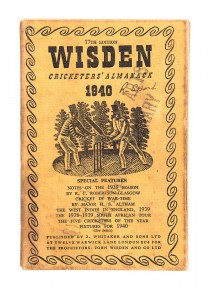 77TH EDITION
WISDEN
CRICKETERS' ALMANACK
1940
SPECIAL FEATURES
NOTES ON THE 1939 SEASON
BY R. C. ROBERTSON-GLASGOW
CRICKET IN WAR-TIME
BY MAJOR H. S. ALTHAM
THE WEST INDIES IN ENGLAND, 1939
THE 1938-1939 SOUTH AFRICAN TOUR
THE FIVE CRICKETERS OF THE YEAR
FIXTURES FOR 1940
PUBLISHED BY J. WHITAKER AND SONS LTD
AT TWELVE WARWICK LANE LONDON EC4 FOR
THE PROPRIETORS: JOHN WISDEN AND CO LTD